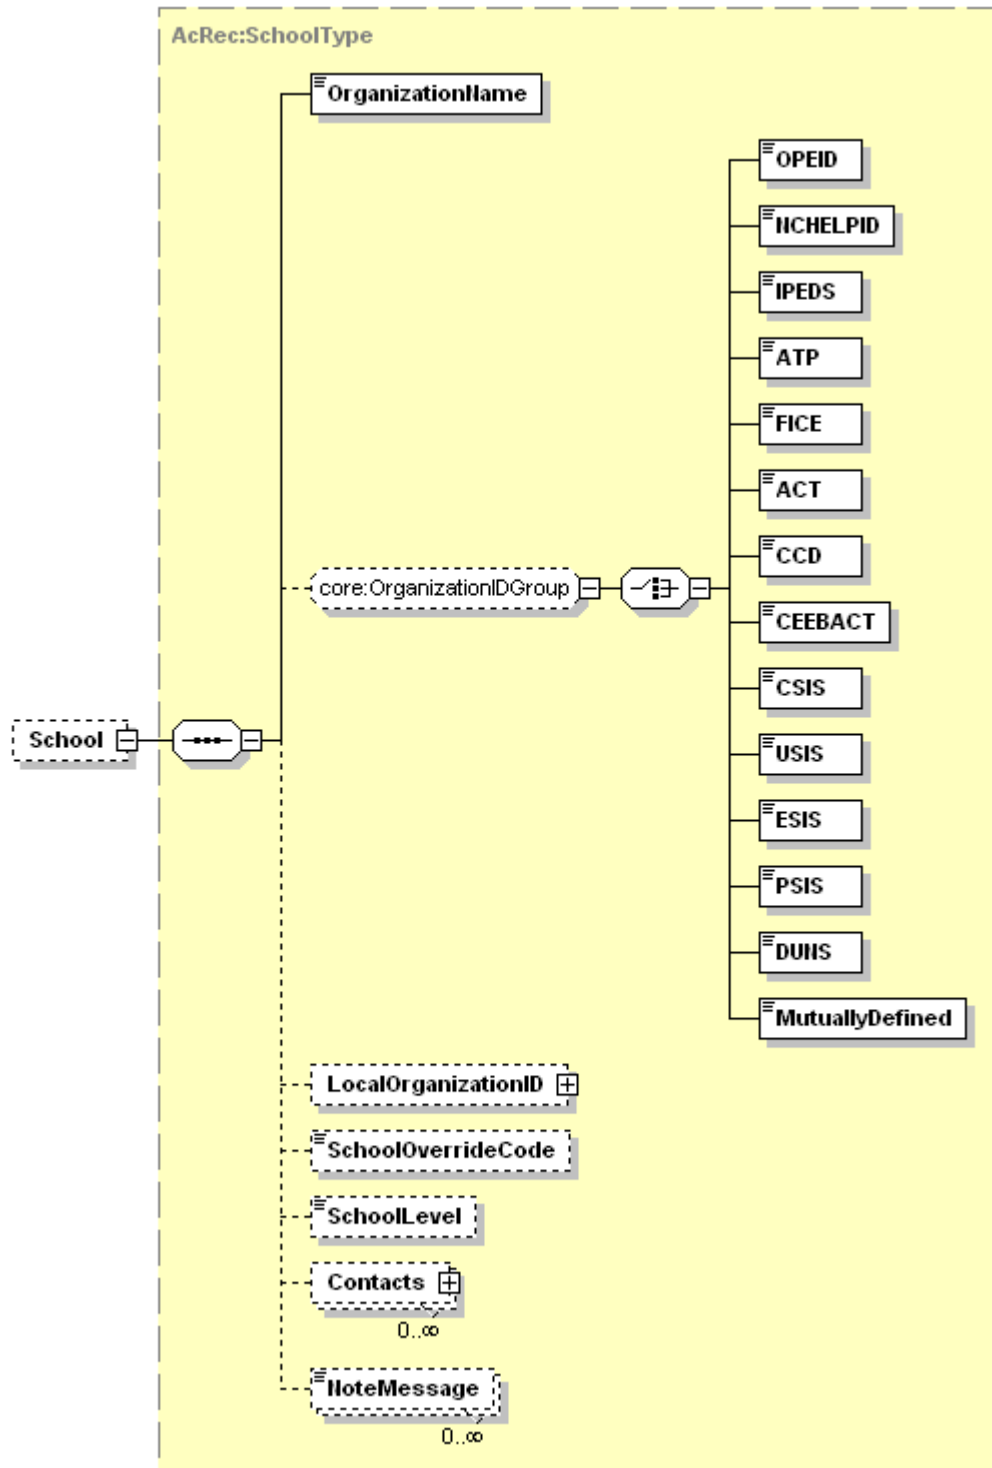 AcRec:SchoolType
OrganizationName
OPEID
NCHELPID
IPEDS
ATP
FICE
ACT
core:OrganizationIDGroup
CCD
CEEBACT
CSIS
School
USIS
ESIS
PSIS
DUNS
MutuallyDefined
LocalOrganizationID
SchoolOverrideCode
SchoolLevel
Contacts
0..∞
NoteMessage
0..∞